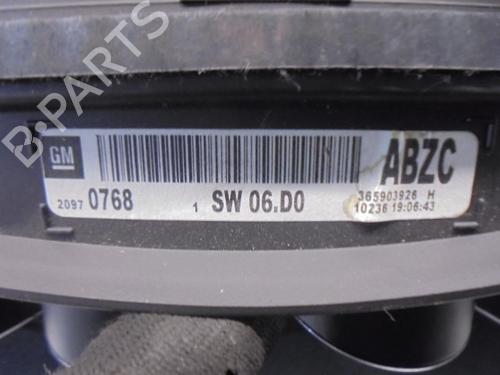 B-PARTS
GM
ABZC
2097 0768 1 SW 06.D0
365903926 H
10236 19:06:43